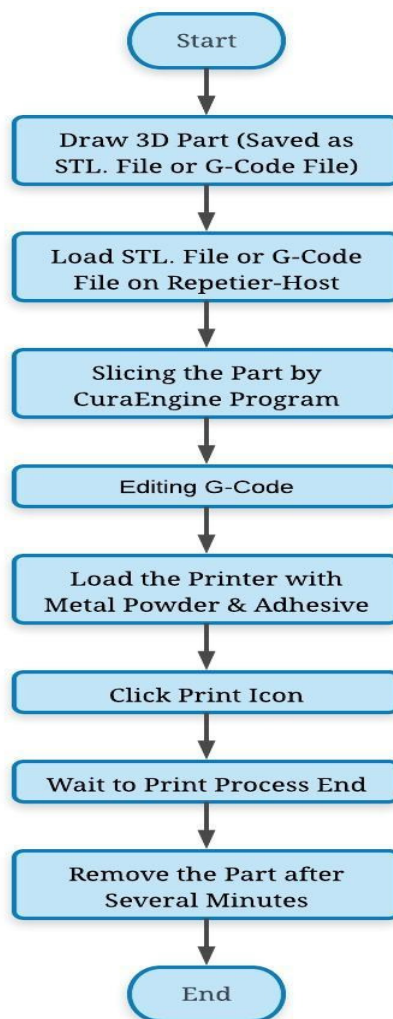 Start
Draw 3D Part (Saved as
STL. File or G-Code File)
Load STL. File or G-Code
File on Repetier-Host
Slicing the Part by
CuraEngine Program
Editing G-Code
Load the Printer with
Metal Powder & Adhesive
Click Print Icon
Wait to Print Process End
Remove the Part after
Several Minutes
End